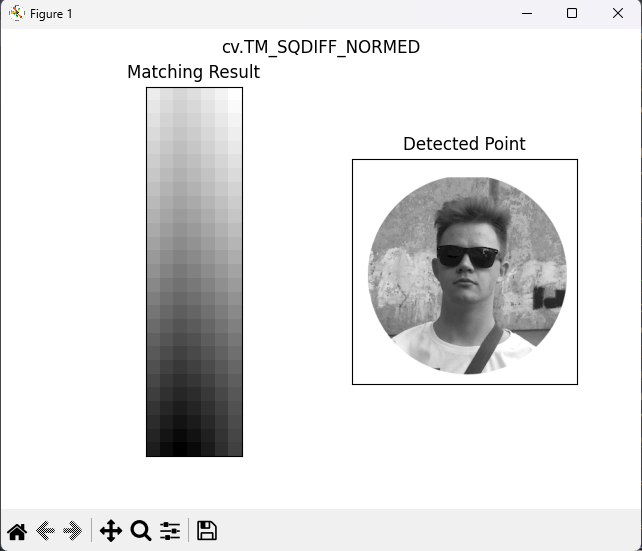 Figure 1
cv.TM_SQDIFF_NORMED
Matching Result
Detected Point